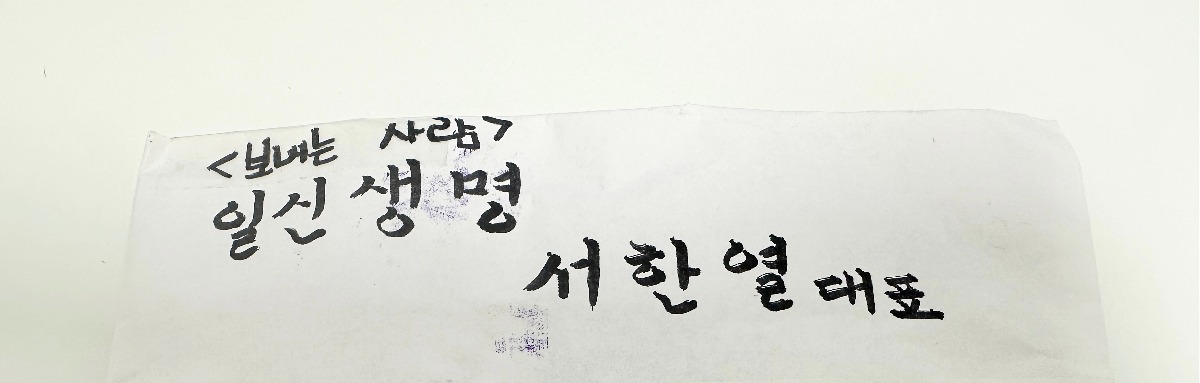 <보내는 사람>
일신생명
서한열 대표